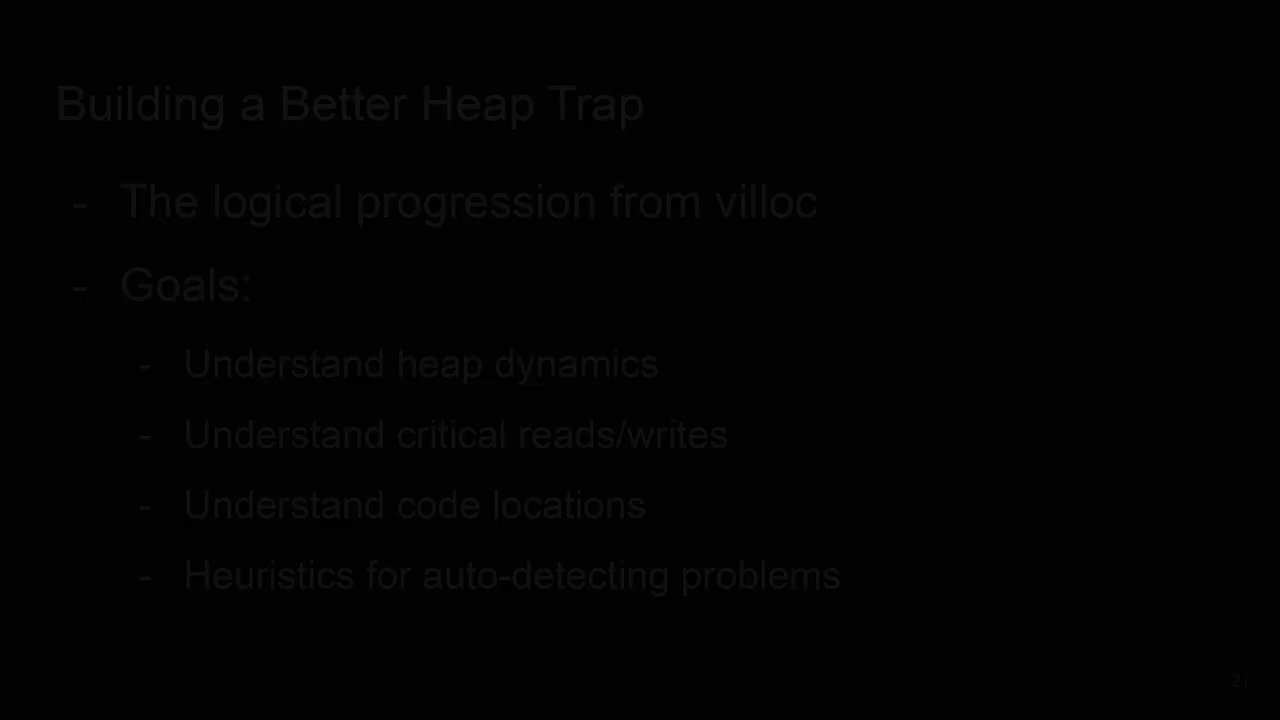 Building a Better Heap Trap
- The logical progression from villoc
- Goals:
- Understand heap dynamics
- Understand critical reads/writes
- Understand code locations
- Heuristics for auto-detecting problems